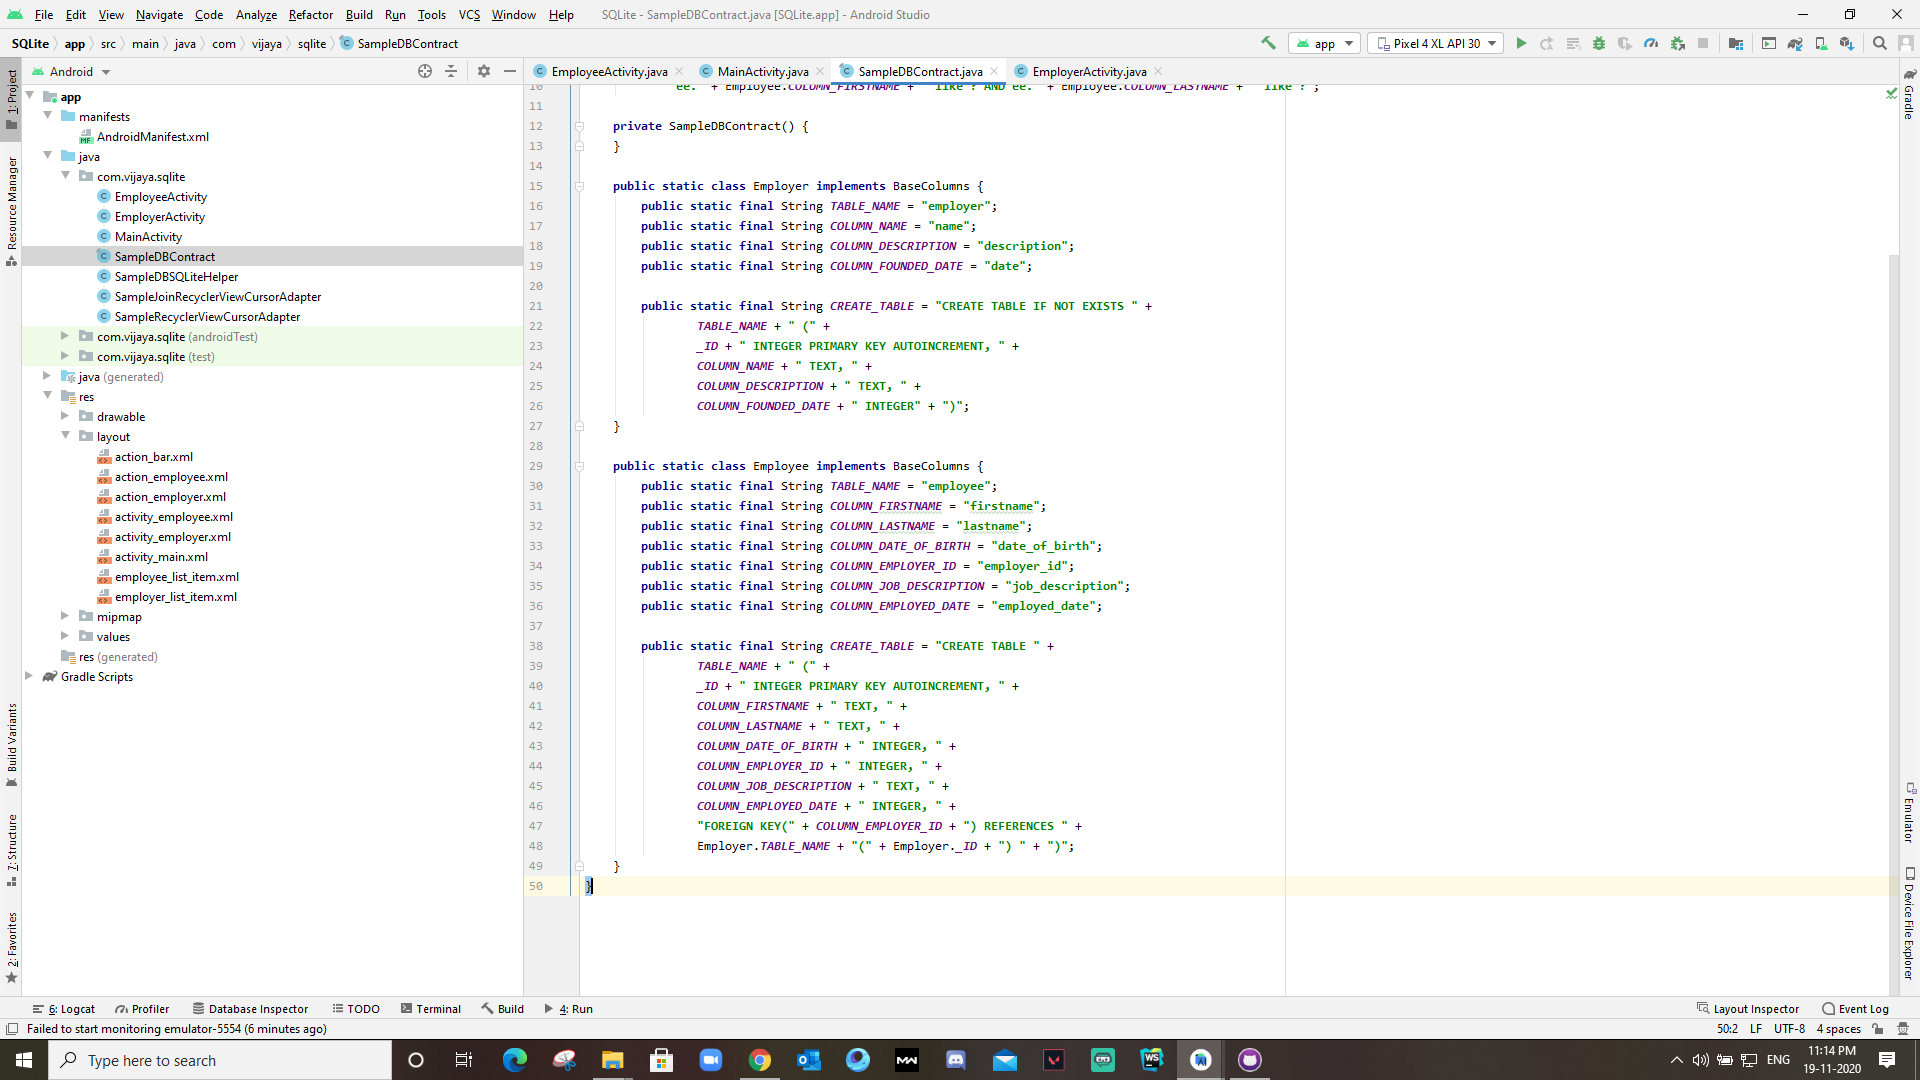 File Edit View Navigate Code Analyze Refactor Build Run Tools VCS Window Help SQLite - SampleDBContract.java [SQLite.app] - Android Studio
SQLite app src main java com vijaya sqlite SampleDBContract app Pixel 4 XL API 30
Android EmployeeActivity.java MainActivity.java SampleDBContract.java EmployerActivity.java
1: Project
Resource Manager
Build Variants
7: Structure
2: Favorites
app
manifests
AndroidManifest.xml
java
com.vijaya.sqlite
EmployeeActivity
EmployerActivity
MainActivity
SampleDBContract
SampleDBSQLiteHelper
SampleJoinRecyclerViewCursorAdapter
SampleRecyclerViewCursorAdapter
com.vijaya.sqlite (androidTest)
com.vijaya.sqlite (test)
java (generated)
res
drawable
layout
action_bar.xml
action_employee.xml
action_employer.xml
activity_employee.xml
activity_employer.xml
activity_main.xml
employee_list_item.xml
employer_list_item.xml
mipmap
values
res (generated)
Gradle Scripts
10 ee." + Employee.COLUMN_FIRSTNAME + " like ? AND ee." + Employee.COLUMN_LASTNAME + " like ?";
11
12 private SampleDBContract() {
13 }
14
15 public static class Employer implements BaseColumns {
16 public static final String TABLE_NAME = "employer";
17 public static final String COLUMN_NAME = "name";
18 public static final String COLUMN_DESCRIPTION = "description";
19 public static final String COLUMN_FOUNDED_DATE = "date";
20
21 public static final String CREATE_TABLE = "CREATE TABLE IF NOT EXISTS " +
22 TABLE_NAME + " (" +
23 _ID + " INTEGER PRIMARY KEY AUTOINCREMENT, " +
24 COLUMN_NAME + " TEXT, " +
25 COLUMN_DESCRIPTION + " TEXT, " +
26 COLUMN_FOUNDED_DATE + " INTEGER" + ")";
27 }
28
29 public static class Employee implements BaseColumns {
30 public static final String TABLE_NAME = "employee";
31 public static final String COLUMN_FIRSTNAME = "firstname";
32 public static final String COLUMN_LASTNAME = "lastname";
33 public static final String COLUMN_DATE_OF_BIRTH = "date_of_birth";
34 public static final String COLUMN_EMPLOYER_ID = "employer_id";
35 public static final String COLUMN_JOB_DESCRIPTION = "job_description";
36 public static final String COLUMN_EMPLOYED_DATE = "employed_date";
37
38 public static final String CREATE_TABLE = "CREATE TABLE " +
39 TABLE_NAME + " (" +
40 _ID + " INTEGER PRIMARY KEY AUTOINCREMENT, " +
41 COLUMN_FIRSTNAME + " TEXT, " +
42 COLUMN_LASTNAME + " TEXT, " +
43 COLUMN_DATE_OF_BIRTH + " INTEGER, " +
44 COLUMN_EMPLOYER_ID + " INTEGER, " +
45 COLUMN_JOB_DESCRIPTION + " TEXT, " +
46 COLUMN_EMPLOYED_DATE + " INTEGER, " +
47 "FOREIGN KEY(" + COLUMN_EMPLOYER_ID + ") REFERENCES " +
48 Employer.TABLE_NAME + "(" + Employer._ID + ") " + ")";
49 }
50 }
Gradle
Emulator
Device File Explorer
6: Logcat Profiler Database Inspector TODO Terminal Build 4: Run Layout Inspector Event Log
Failed to start monitoring emulator-5554 (6 minutes ago) 50:2 LF UTF-8 4 spaces
Type here to search ENG 11:14 PM
19-11-2020